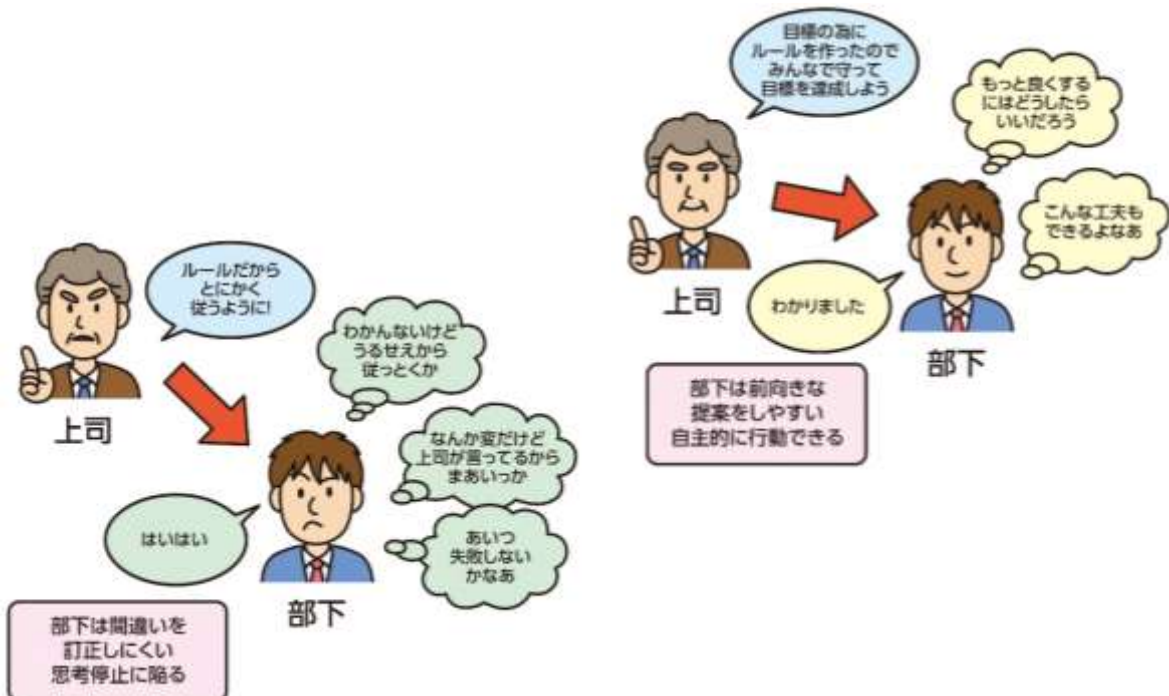 ルールだから
とにかく
従うように!
上司
わかんないけど
うるせえから
従っとくか
なんか変だけど
上司が言ってるから
まあいっか
あいつ
失敗しない
かなあ
はいはい
部下
部下は間違いを
訂正しにくい
思考停止に陥る
目標の為に
ルールを作ったので
みんなで守って
目標を達成しよう
上司
もっと良くする
にはどうしたら
いいだろう
こんな工夫も
できるよなあ
わかりました
部下
部下は前向きな
提案をしやすい
自主的に行動できる